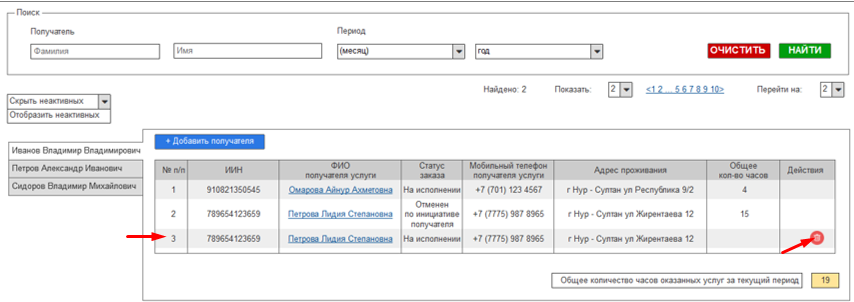 Поиск
Получатель
Период
Фамилия
Имя
(месяц)
год
ОЧИСТИТЬ
НАЙТИ
Найдено: 2
Показать:
2
<1 2 ... 5 6 7 8 9 10>
Перейти на:
2
Скрыть неактивных
Отобразить неактивных
+ Добавить получателя
Иванов Владимир Владимирович
Петров Александр Иванович
Сидоров Владимир Михайлович
№ п/п ИИН ФИО получателя услуги Статус заказа Мобильный телефон получателя услуги Адрес проживания Общее кол-во часов Действия
1 910821350545 Омарова Айнур Ахметовна На исполнении +7 (701) 123 4567 г Нур - Султан ул Республика 9/2 4
2 789654123659 Петрова Лидия Степановна Отменен по инициативе получателя +7 (7775) 987 8965 г Нур - Султан ул Жирентаева 12 15
3 789654123659 Петрова Лидия Степановна На исполнении +7 (7775) 987 8965 г Нур - Султан ул Жирентаева 12
Общее количество часов оказанных услуг за текущий период 19